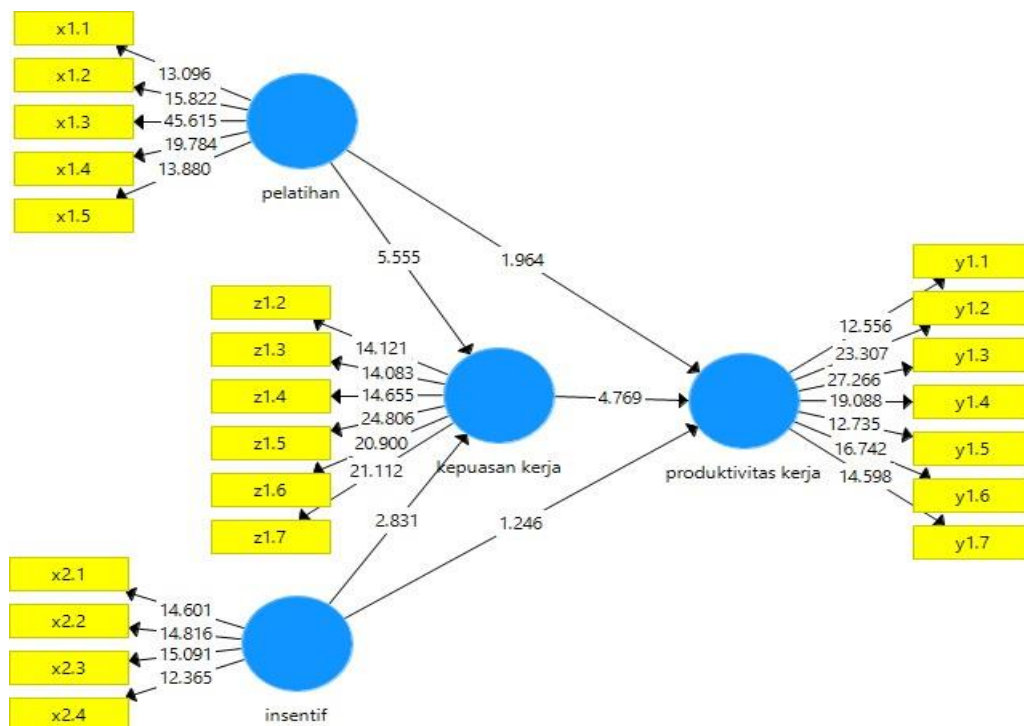 x1.1
x1.2
x1.3
x1.4
x1.5
13.096
15.822
45.615
19.784
13.880
pelatihan
5.555
1.964
z1.2
z1.3
z1.4
z1.5
z1.6
z1.7
14.121
14.083
14.655
24.806
20.900
21.112
kepuasan kerja
4.769
2.831
1.246
produktivitas kerja
y1.1
y1.2
y1.3
y1.4
y1.5
y1.6
y1.7
12.556
23.307
27.266
19.088
12.735
16.742
14.598
x2.1
x2.2
x2.3
x2.4
14.601
14.816
15.091
12.365
insentif